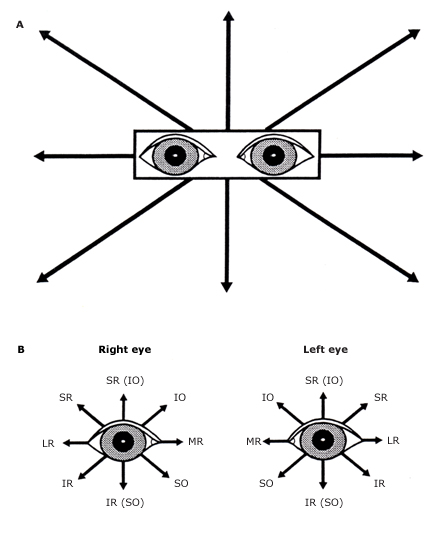 A
B Right eye Left eye
SR (IO) SR (IO)
SR IO IO SR
LR MR MR LR
IR SO SO IR
IR (SO) IR (SO)